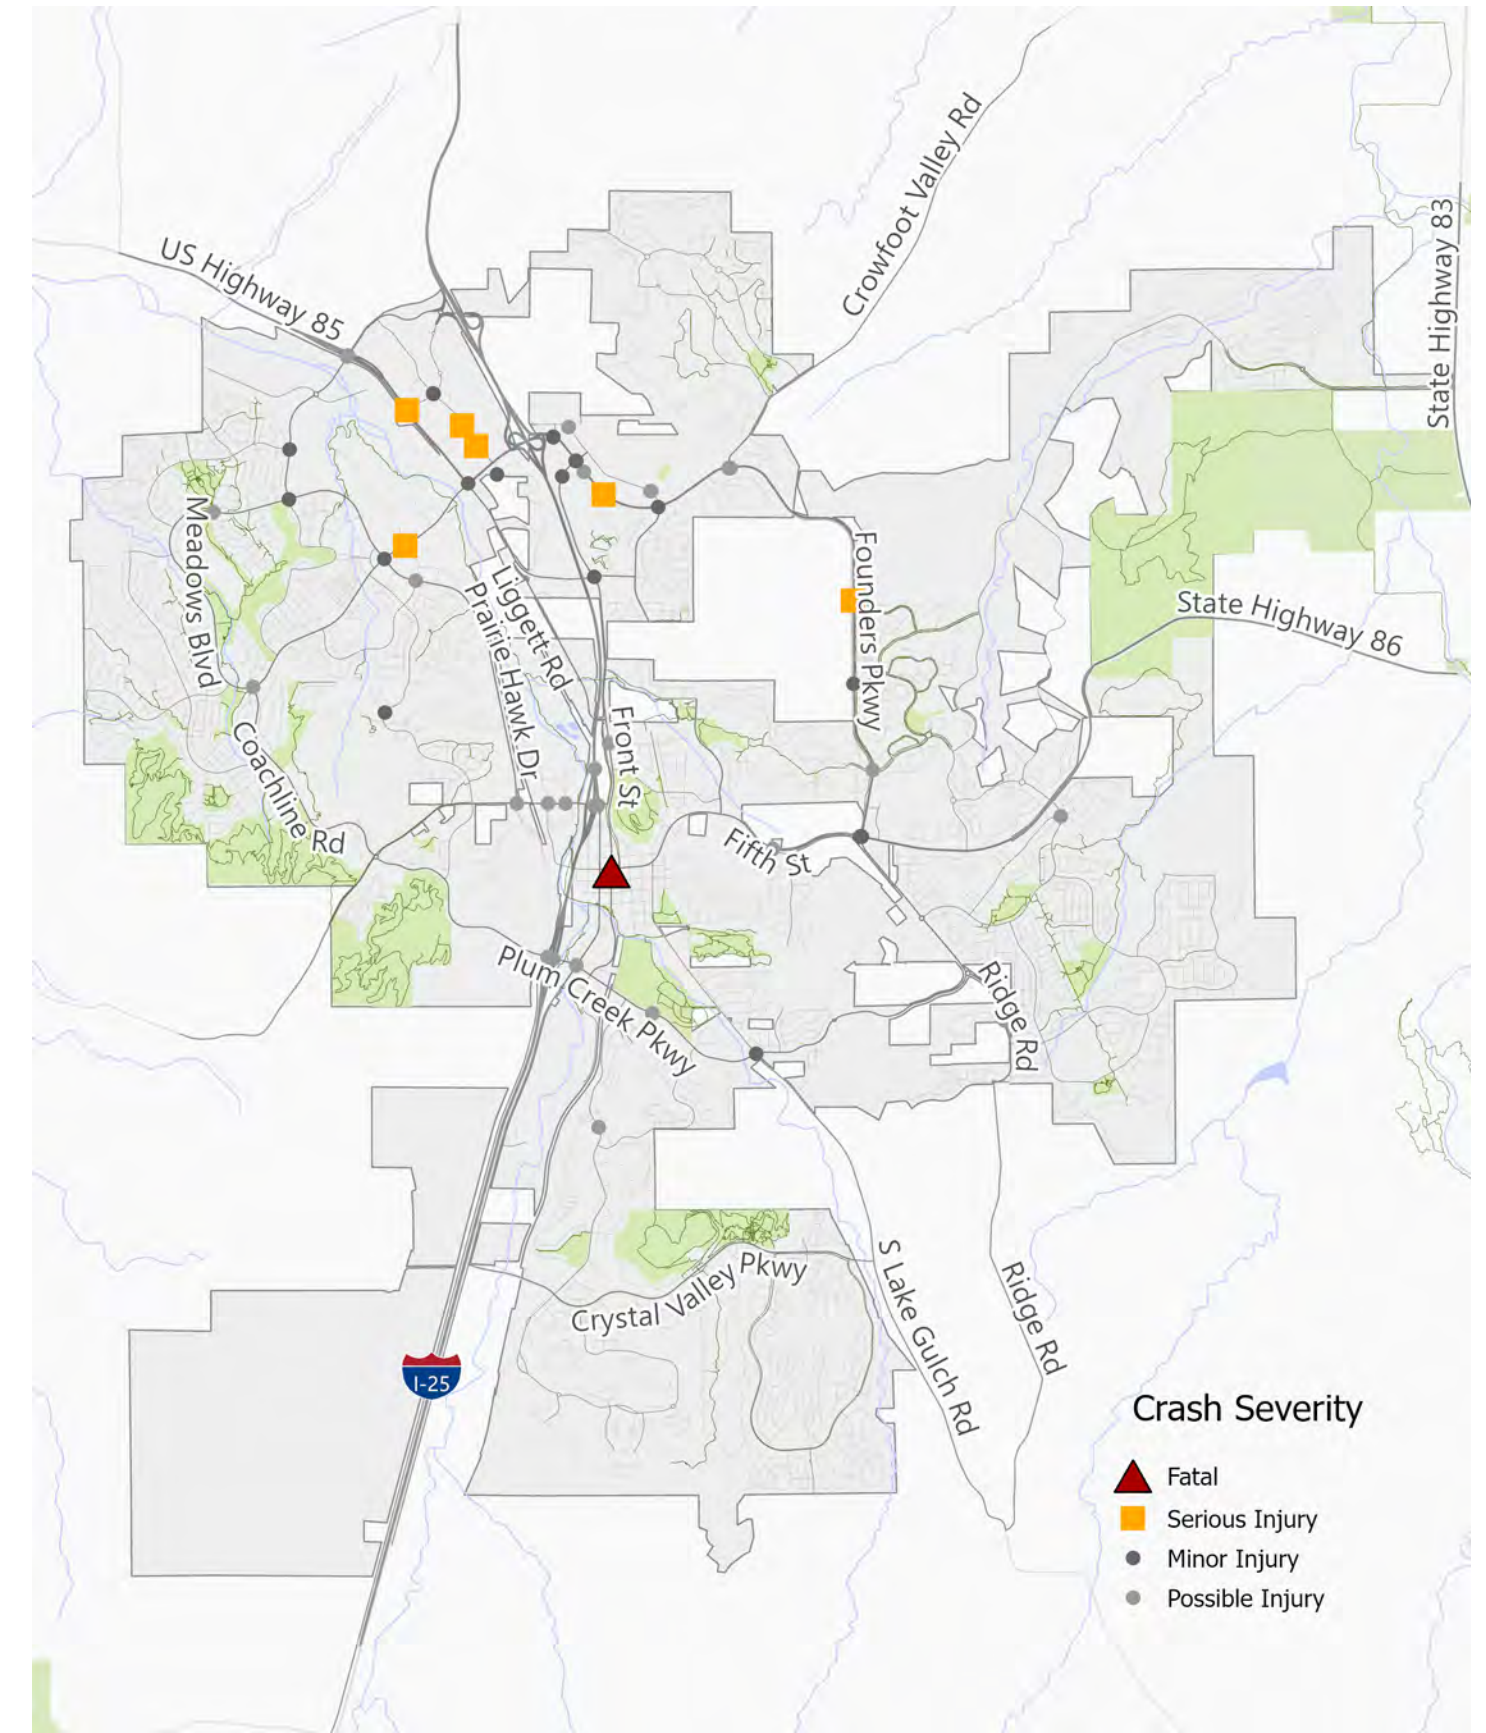 Crowfoot Valley Rd
US Highway 85
State Highway 83
Meadows Blvd
Founders Pkwy
Liggett Rd
Prairie Hawk Dr
State Highway 86
Front St
Coachline Rd
Fifth St
Plum Creek Pkwy
Ridge Rd
S Lake Gulch Rd
Crystal Valley Pkwy
Ridge Rd
I-25
Crash Severity
Fatal
Serious Injury
Minor Injury
Possible Injury